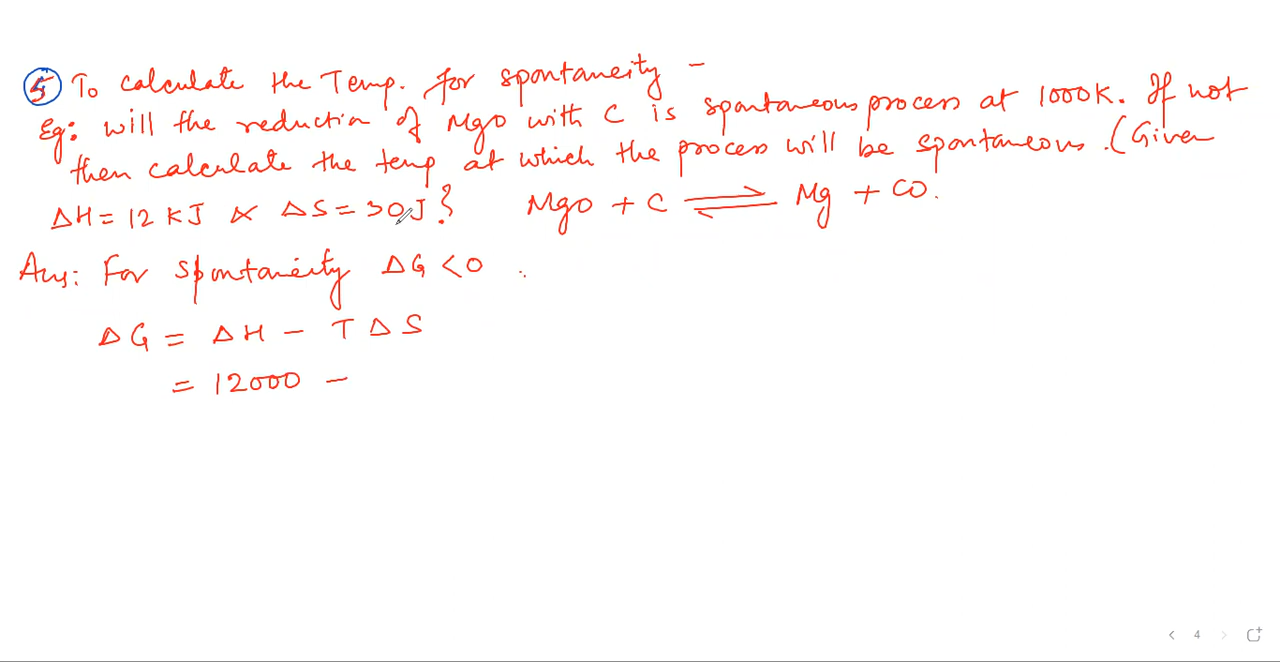 5 To calculate the Temp. for spontaneity -
Eg: will the reduction of MgO with C is spontaneous process at 1000K. If not
then calculate the temp at which the process will be spontaneous. (Given
ΔH = 12 KJ & ΔS = 30J } MgO + C ⇌ Mg + CO.
Ans: For spontaneity ΔG < 0 .
ΔG = ΔH - TΔS
= 12000 -
4